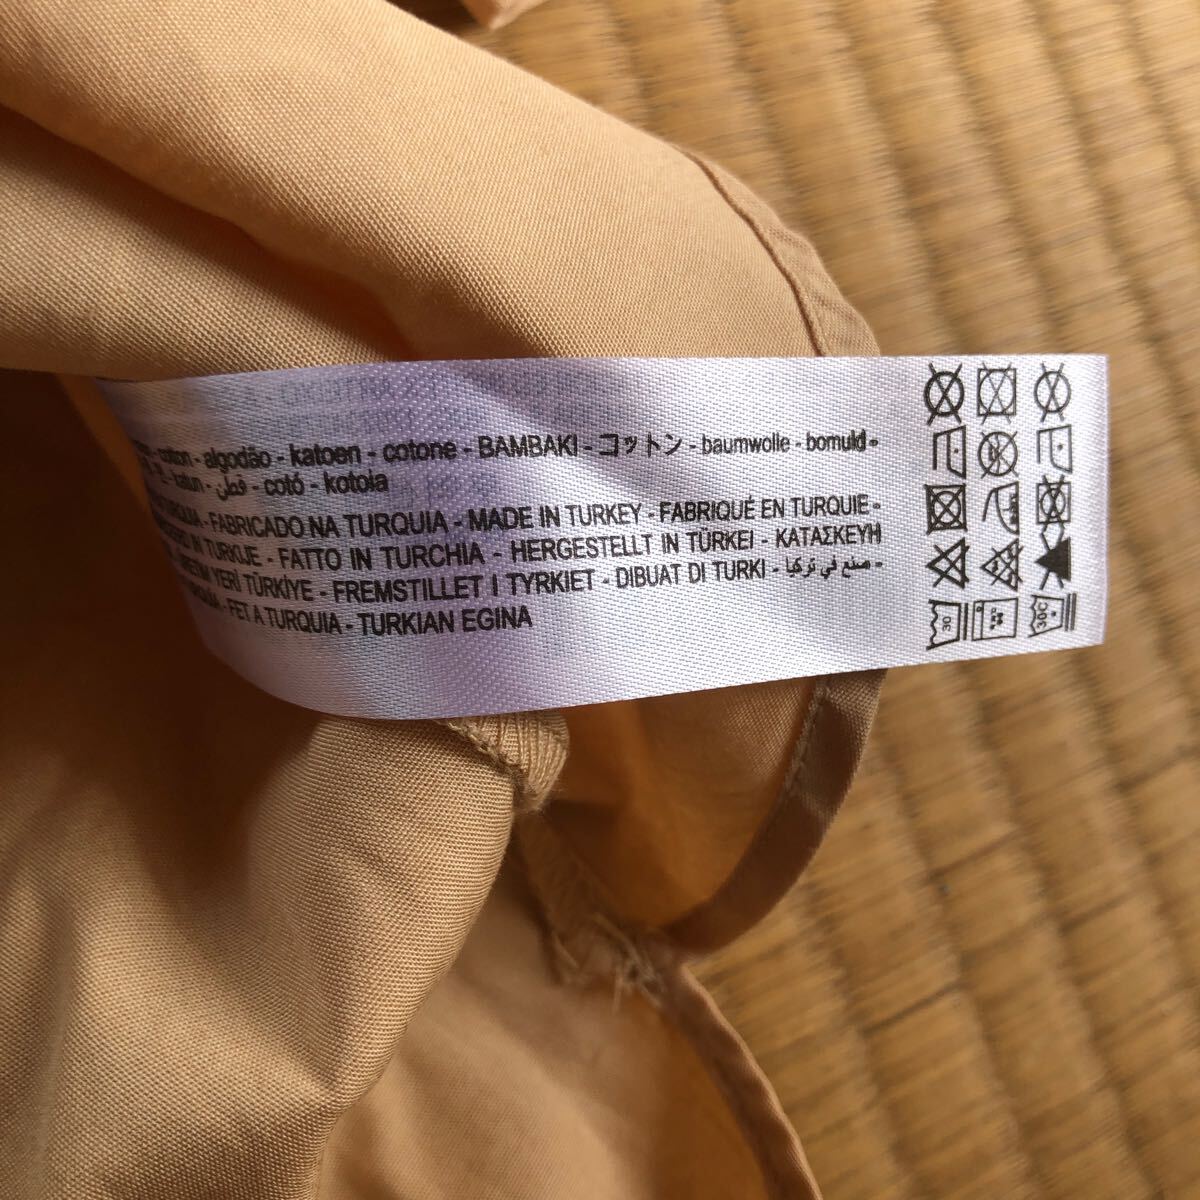 cotton - algodão - katoen - cotone - BAMBAKI - コットン - baumwolle - bomuld -
katun - قطن - cotó - kotola
FABRICADO NA TURQUIA - MADE IN TURKEY - FABRIQUÉ EN TURQUIE -
IN TURKIJE - FATTO IN TURCHIA - HERGESTELLT IN TÜRKEI - ΚΑΤΑΣΚΕΥΗ
YERİ TÜRKİYE - FREMSTILLET I TYRKIET - DIBUAT DI TURKI - صنع في تركيا -
FET A TURQUIA - TURKIAN EGINA
30
30C